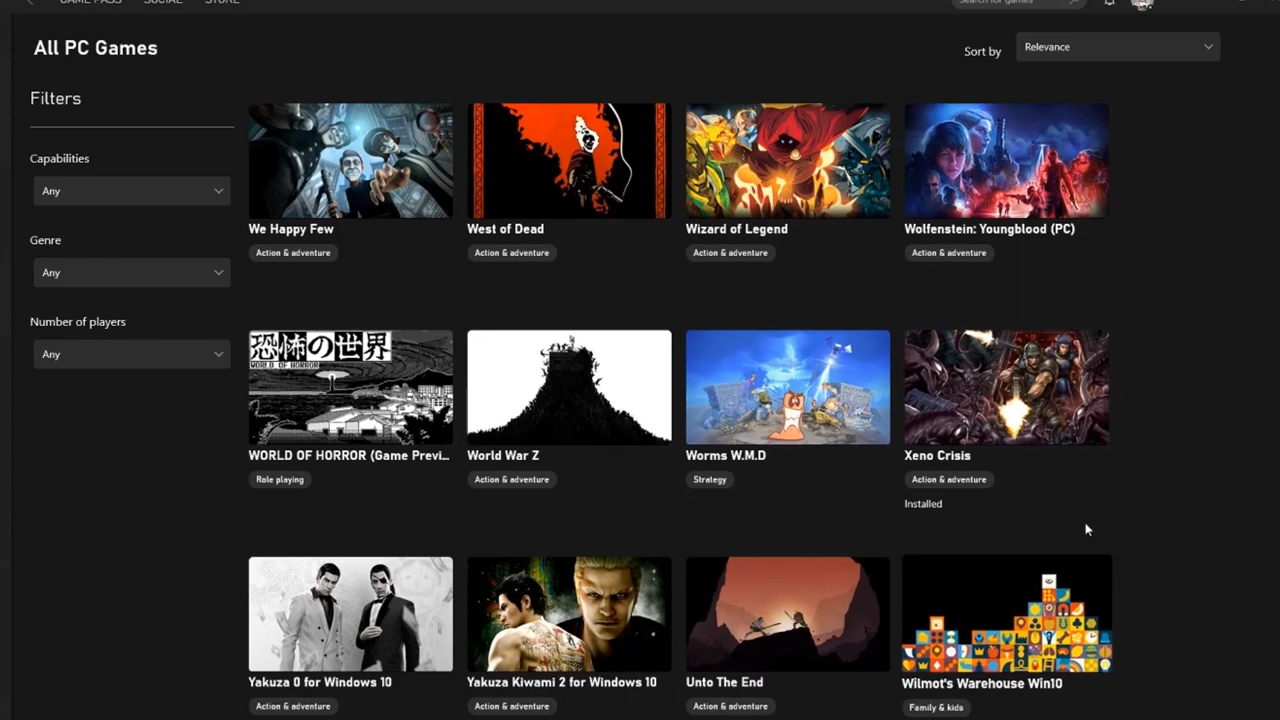 GAME PASS SOCIAL STORE
Search for games
All PC Games
Sort by
Relevance
Filters
Capabilities
Any
Genre
Any
Number of players
Any
We Happy Few
Action & adventure
West of Dead
Action & adventure
Wizard of Legend
Action & adventure
Wolfenstein: Youngblood (PC)
Action & adventure
恐怖の世界
WORLD OF HORROR
WORLD OF HORROR (Game Previ...
Role playing
World War Z
Action & adventure
Worms W.M.D
Strategy
Xeno Crisis
Action & adventure
Installed
Yakuza 0 for Windows 10
Action & adventure
Yakuza Kiwami 2 for Windows 10
Action & adventure
Unto The End
Action & adventure
Wilmot's Warehouse Win10
Family & kids